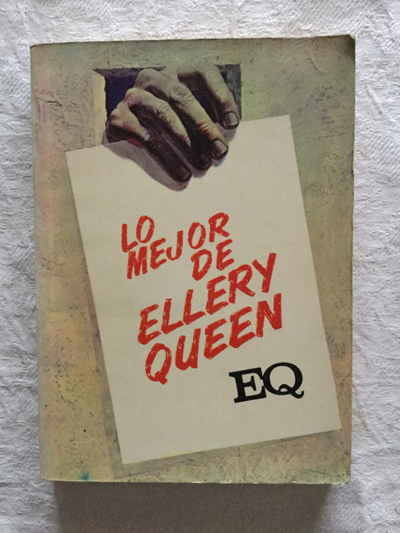 LO
MEJOR
DE
ELLERY
QUEEN
EQ